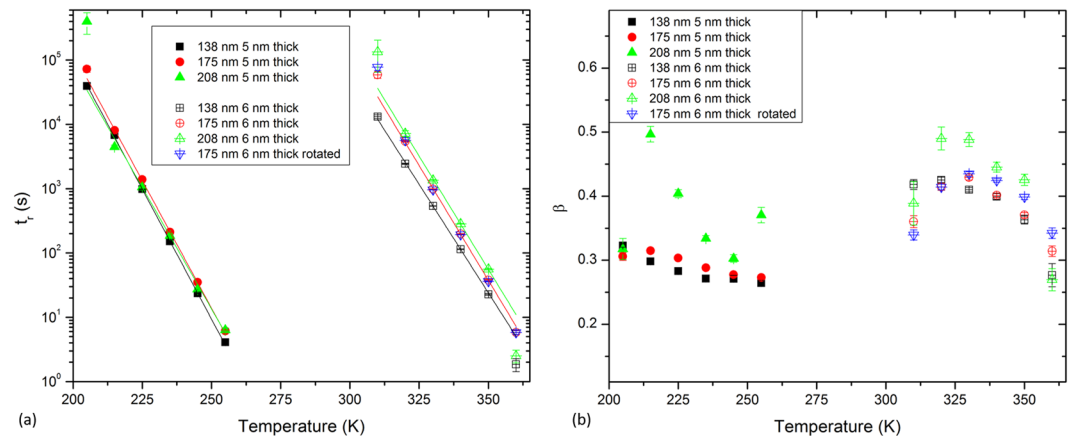 138 nm 5 nm thick
175 nm 5 nm thick
208 nm 5 nm thick
138 nm 6 nm thick
175 nm 6 nm thick
208 nm 6 nm thick
175 nm 6 nm thick rotated
10⁵
10⁴
10³
10²
10¹
10⁰
tᵣ (s)
200 225 250 275 300 325 350
Temperature (K)
(a)
138 nm 5 nm thick
175 nm 5 nm thick
208 nm 5 nm thick
138 nm 6 nm thick
175 nm 6 nm thick
208 nm 6 nm thick
175 nm 6 nm thick rotated
0.6
0.5
0.4
0.3
0.2
β
200 225 250 275 300 325 350
Temperature (K)
(b)